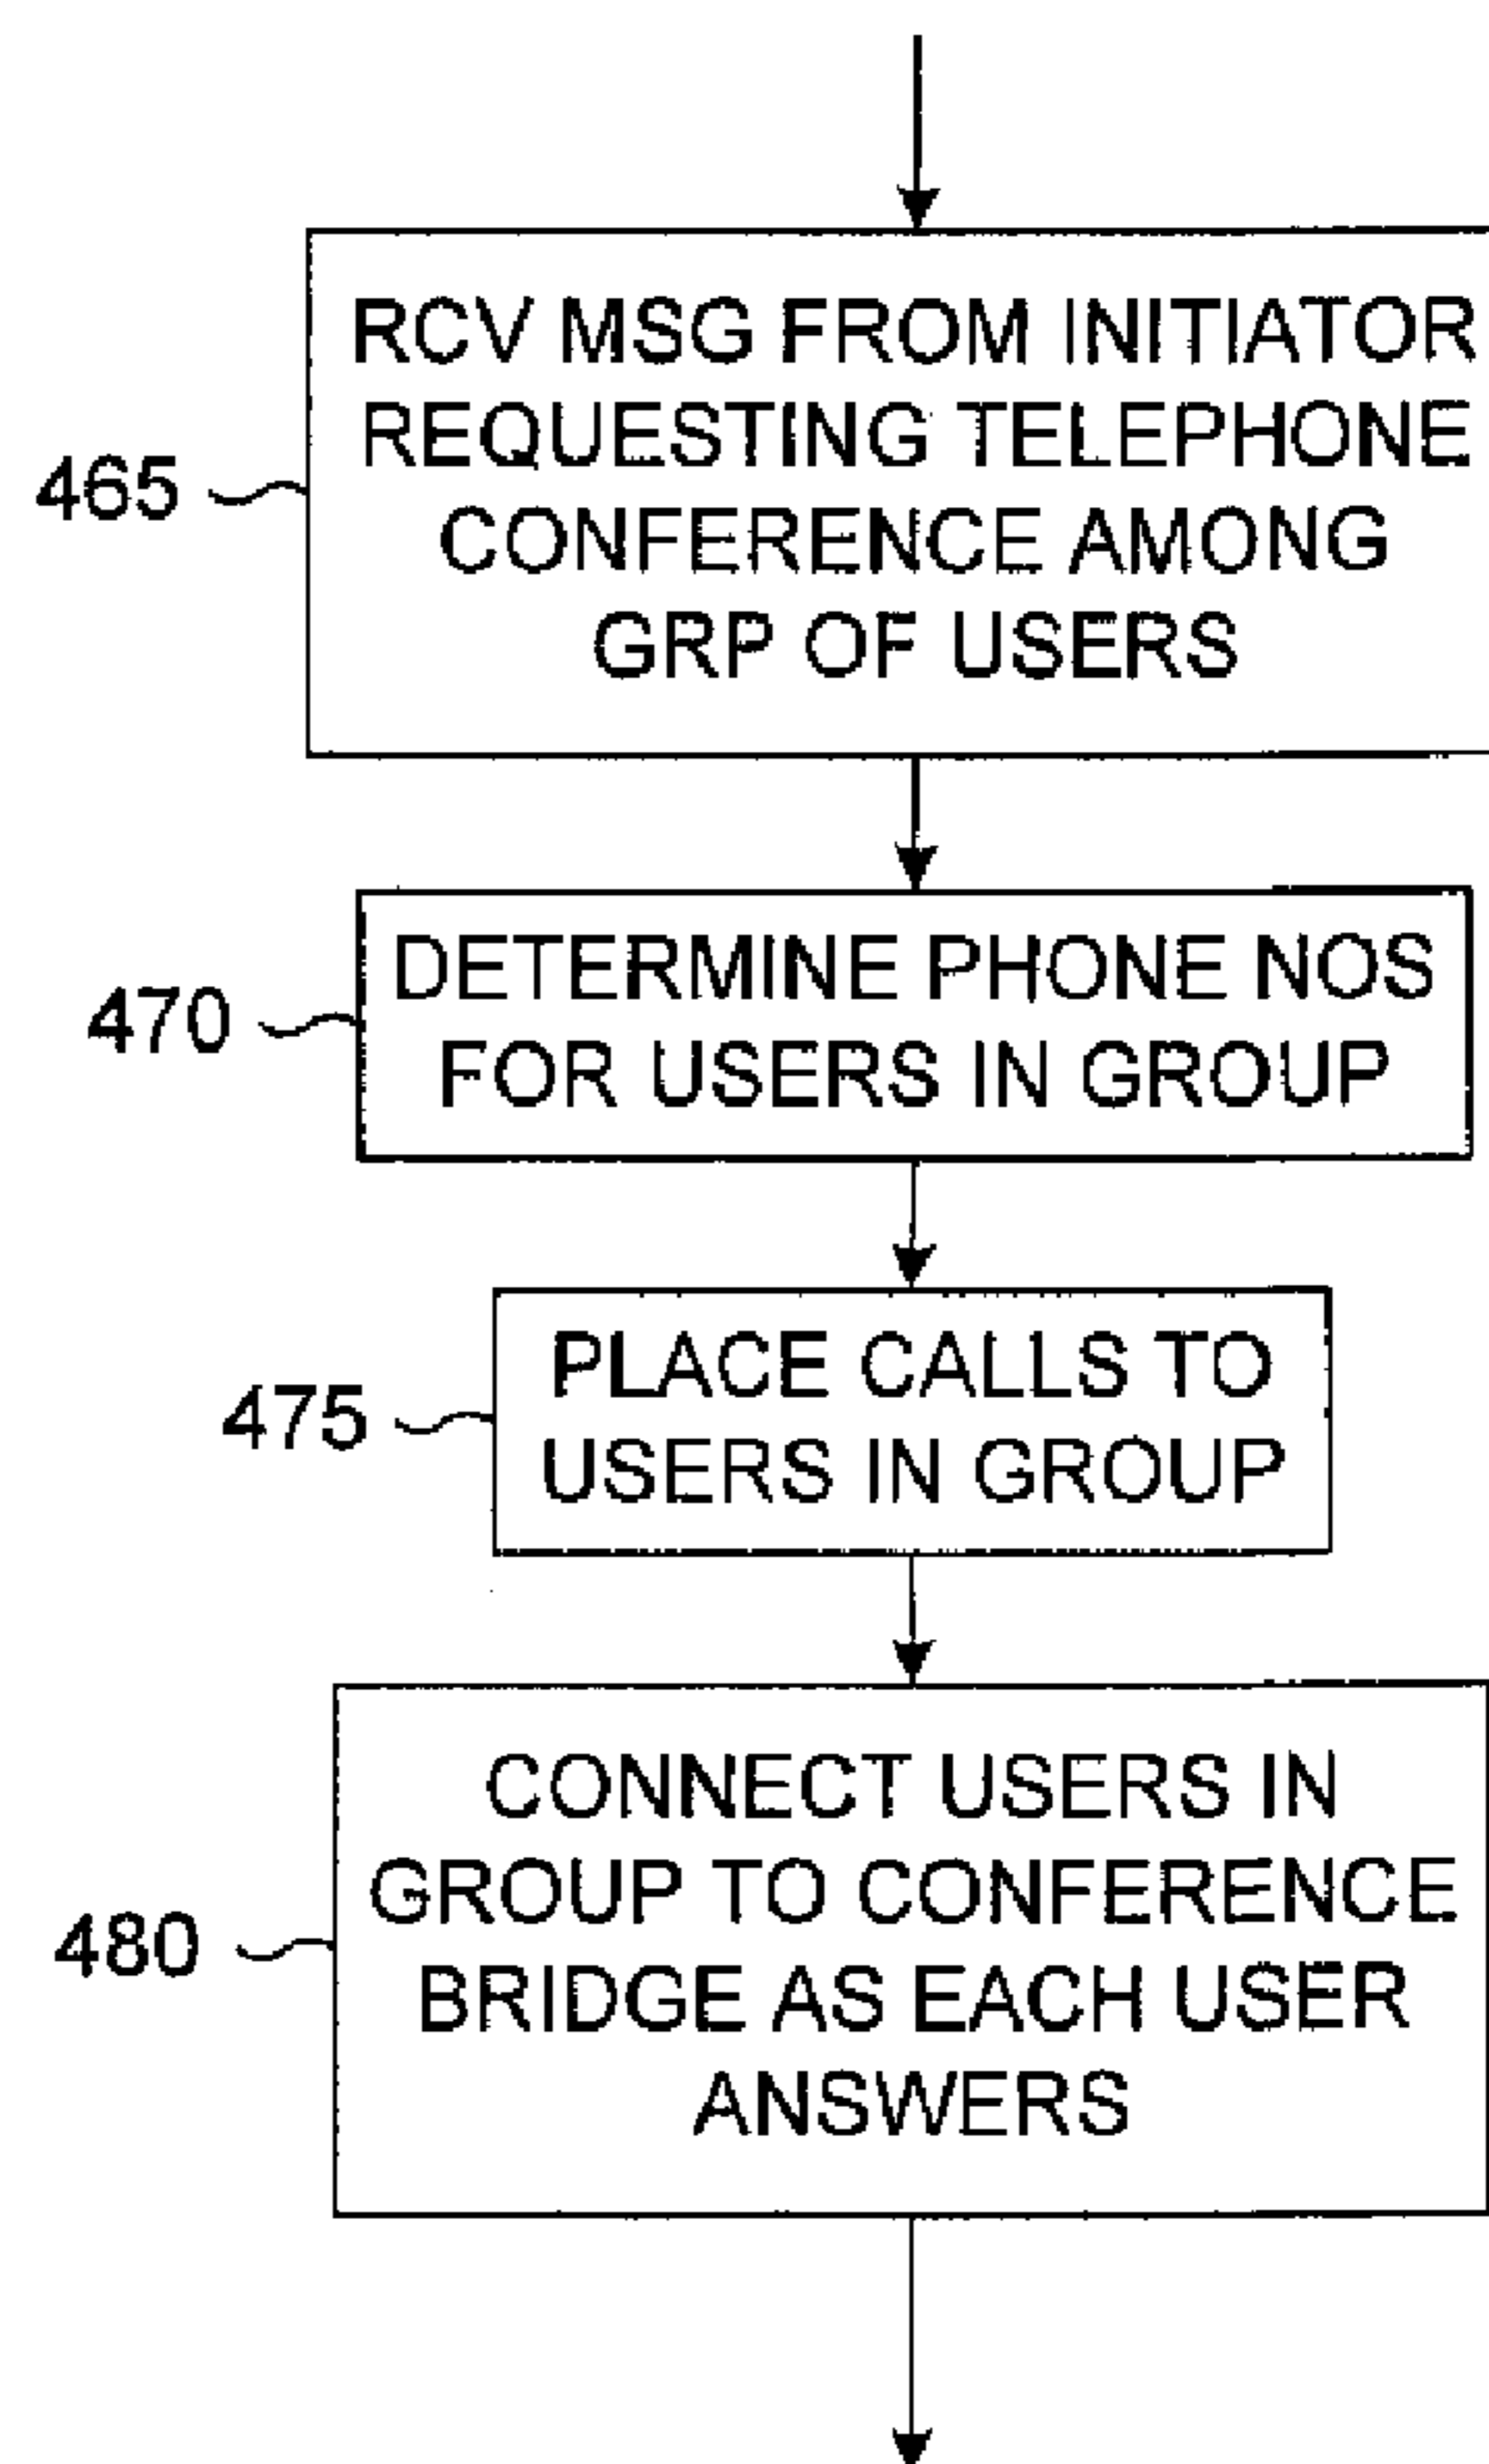 RCV MSG FROM INITIATOR
REQUESTING TELEPHONE
CONFERENCE AMONG
GRP OF USERS
465
DETERMINE PHONE NOS
FOR USERS IN GROUP
470
PLACE CALLS TO
USERS IN GROUP
475
CONNECT USERS IN
GROUP TO CONFERENCE
BRIDGE AS EACH USER
ANSWERS
480